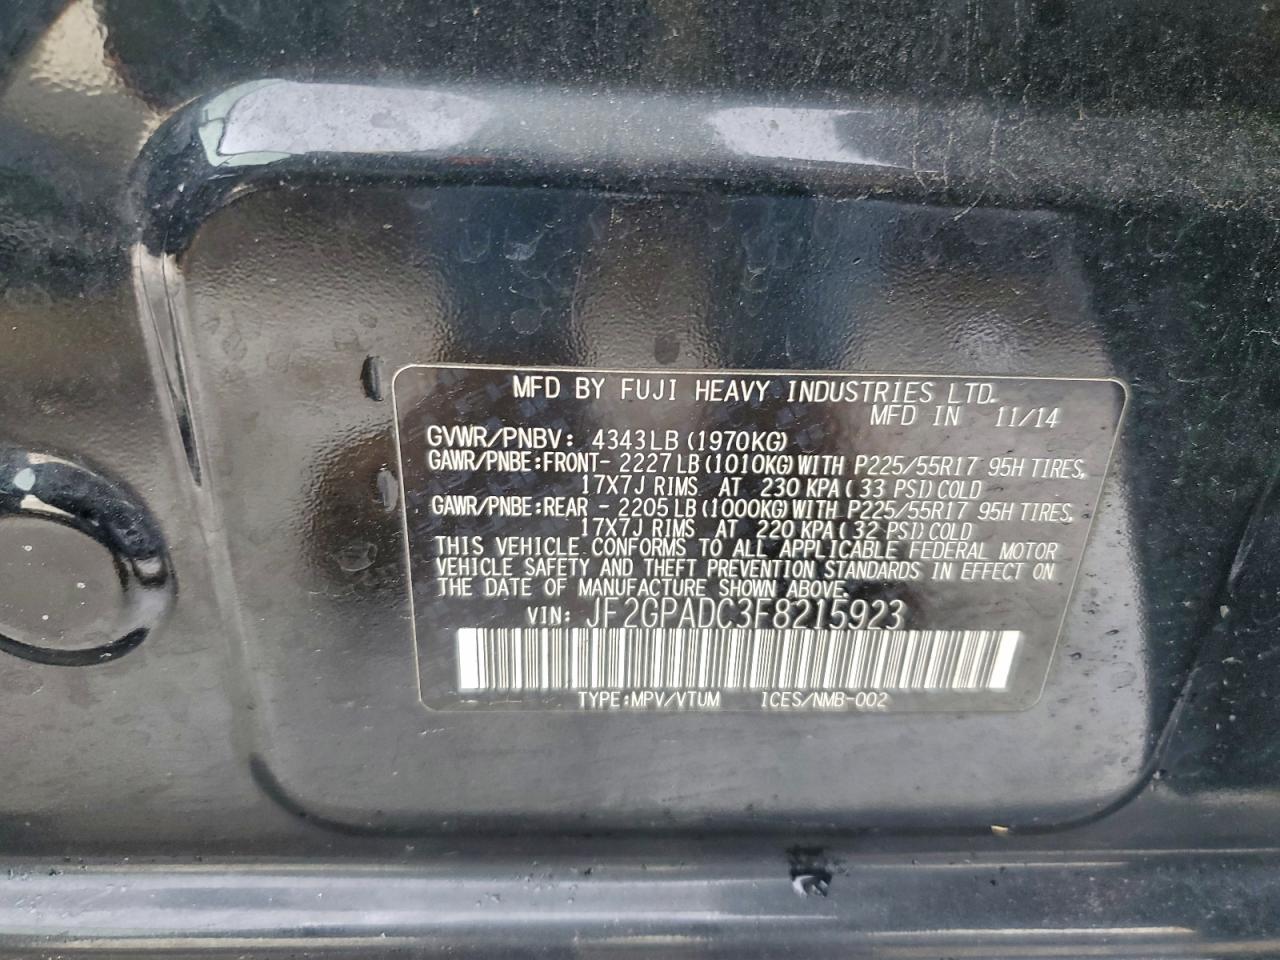 MFD BY FUJI HEAVY INDUSTRIES LTD.
MFD IN 11/14
GVWR/PNBV: 4343LB(1970KG)
GAWR/PNBE:FRONT- 2227LB(1010KG)WITH P225/55R17 95H TIRES,
17X7J RIMS AT 230 KPA(33 PSI)COLD
GAWR/PNBE:REAR - 2205LB(1000KG)WITH P225/55R17 95H TIRES,
17X7J RIMS AT 220 KPA(32 PSI)COLD
THIS VEHICLE CONFORMS TO ALL APPLICABLE FEDERAL MOTOR
VEHICLE SAFETY AND THEFT PREVENTION STANDARDS IN EFFECT ON
THE DATE OF MANUFACTURE SHOWN ABOVE.
VIN: JF2GPADC3F8215923
TYPE:MPV/VTUM ICES/NMB-002